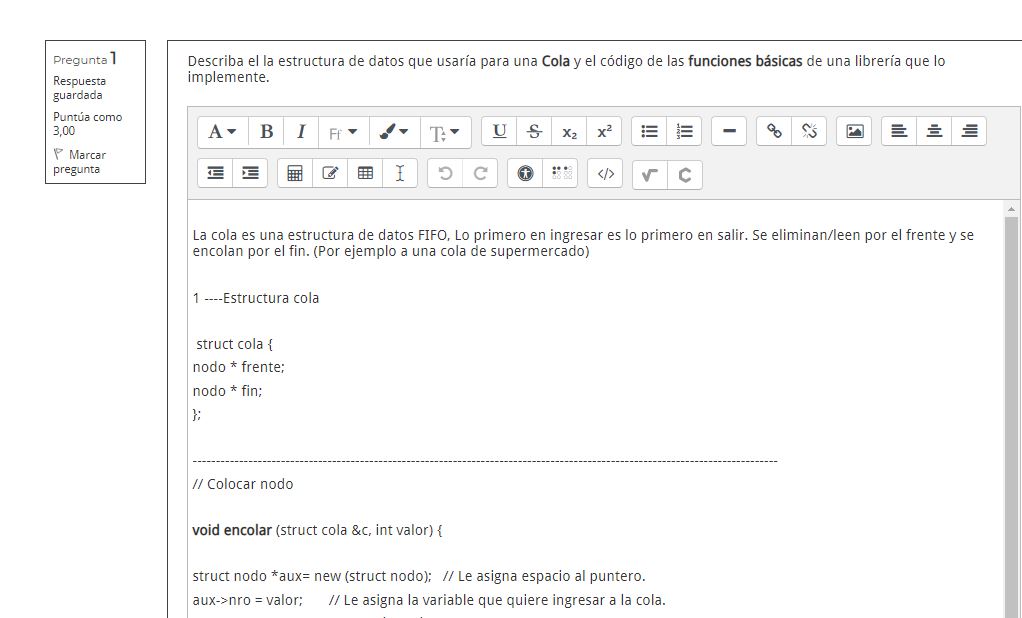 Pregunta 1
Respuesta
guardada
Puntúa como
3,00
Marcar
pregunta
Describa el la estructura de datos que usaría para una Cola y el código de las funciones básicas de una librería que lo
implemente.
La cola es una estructura de datos FIFO, Lo primero en ingresar es lo primero en salir. Se eliminan/leen por el frente y se
encolan por el fin. (Por ejemplo a una cola de supermercado)
1 ----Estructura cola
struct cola {
nodo * frente;
nodo * fin;
};
-----------------------------------------------------------------------------------------------------------------------------
// Colocar nodo
void encolar (struct cola &c, int valor) {
struct nodo *aux= new (struct nodo); // Le asigna espacio al puntero.
aux->nro = valor; // Le asigna la variable que quiere ingresar a la cola.